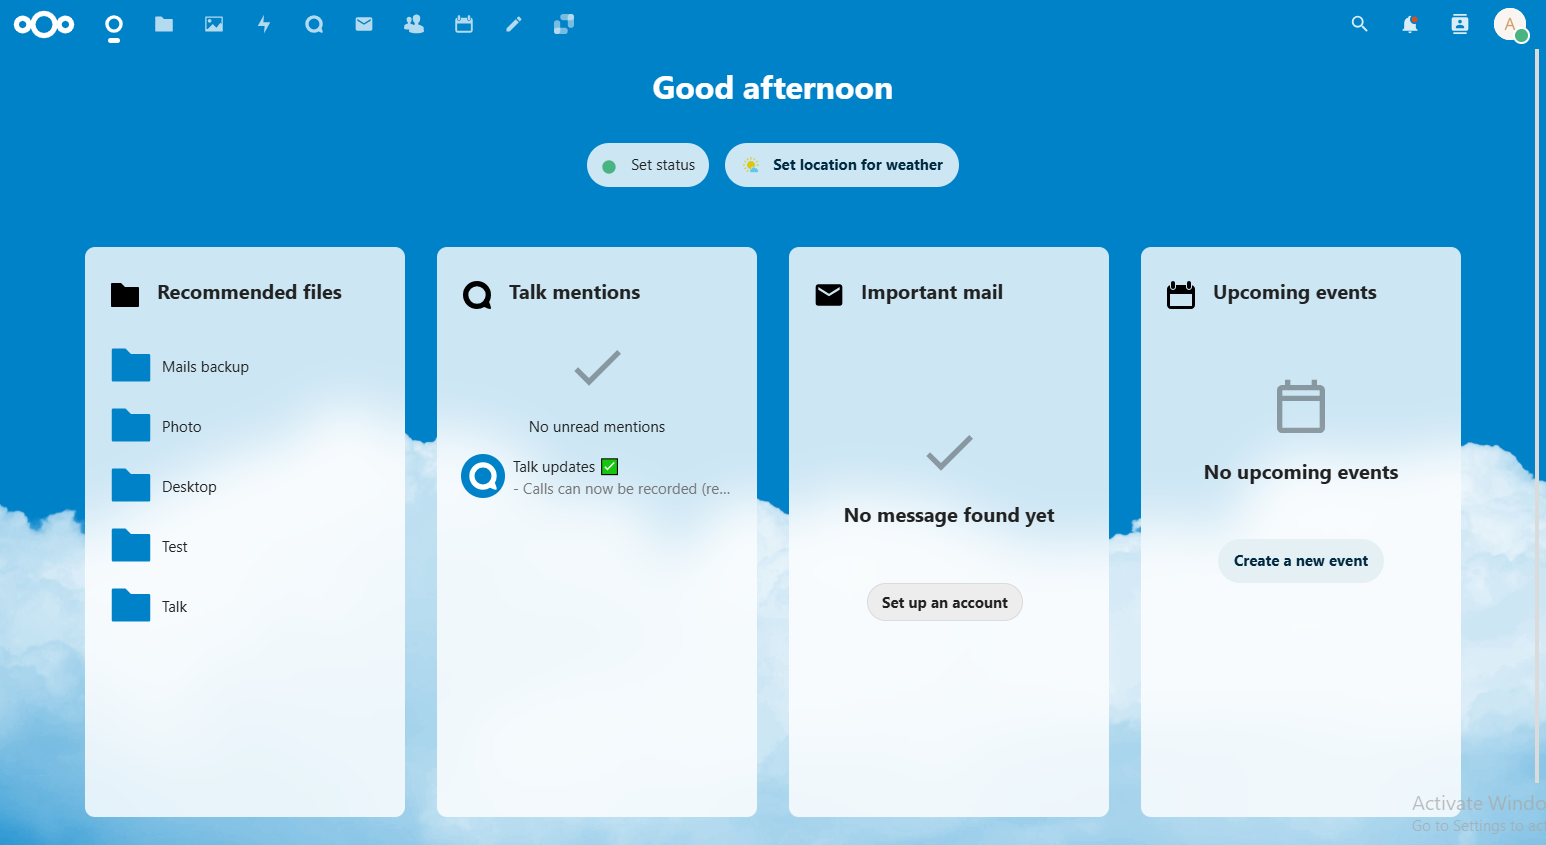 A
Good afternoon
Set status
Set location for weather
Recommended files
Mails backup
Photo
Desktop
Test
Talk
Talk mentions
No unread mentions
Talk updates ✅
- Calls can now be recorded (re...
Important mail
No message found yet
Set up an account
Upcoming events
No upcoming events
Create a new event
Activate Windo
Go to Settings to act